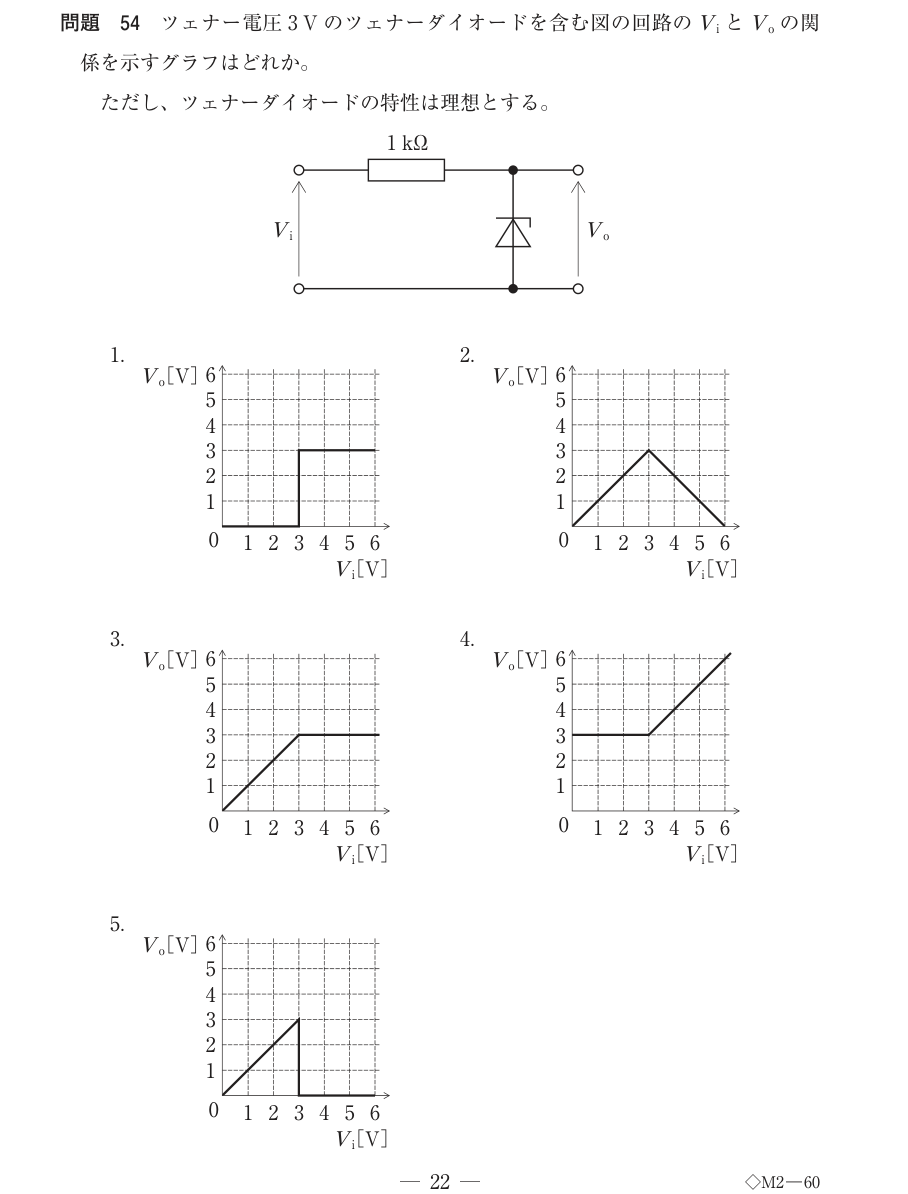 問題 54 ツェナー電圧3Vのツェナーダイオードを含む図の回路の Vi と Vo の関
係を示すグラフはどれか。
ただし、ツェナーダイオードの特性は理想とする。
1 kΩ
Vi
Vo
1.
Vo[V] 6
5
4
3
2
1
0 1 2 3 4 5 6
Vi[V]
2.
Vo[V] 6
5
4
3
2
1
0 1 2 3 4 5 6
Vi[V]
3.
Vo[V] 6
5
4
3
2
1
0 1 2 3 4 5 6
Vi[V]
4.
Vo[V] 6
5
4
3
2
1
0 1 2 3 4 5 6
Vi[V]
5.
Vo[V] 6
5
4
3
2
1
0 1 2 3 4 5 6
Vi[V]
— 22 —
◇M2—60